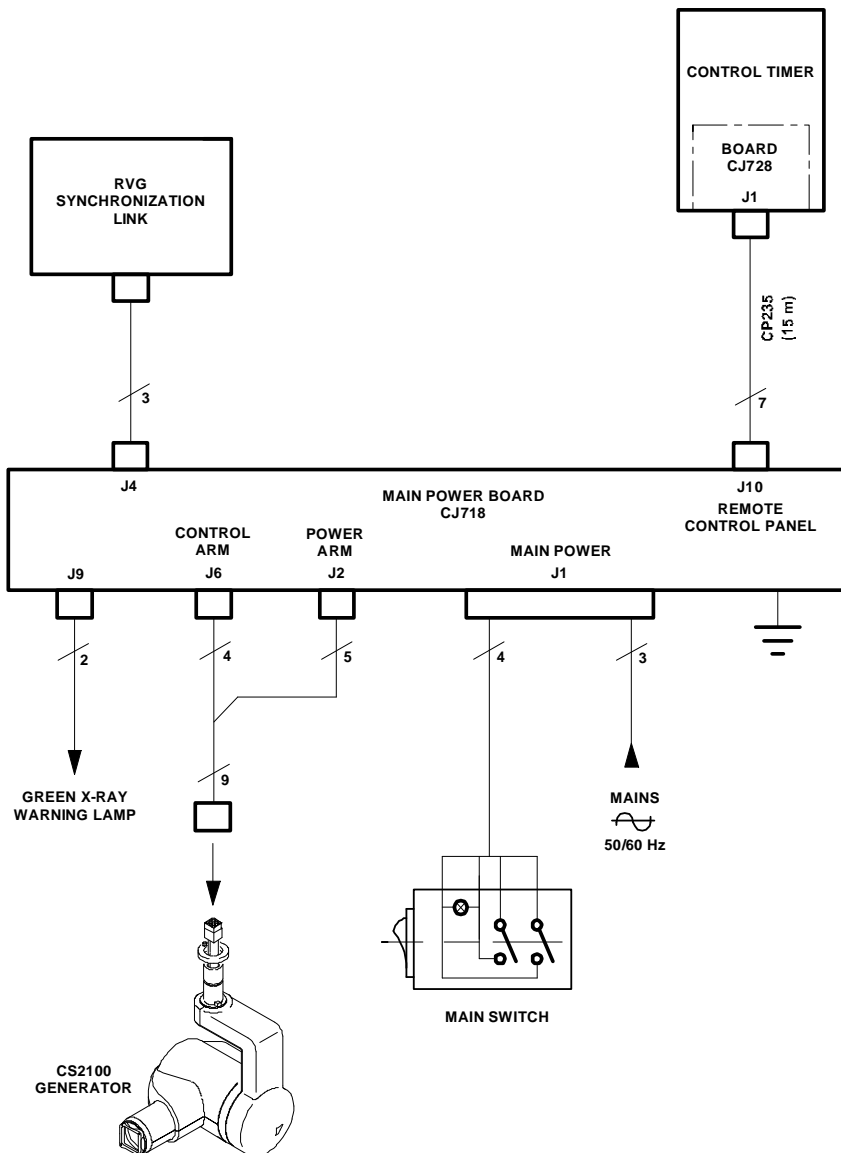 CONTROL TIMER
BOARD
CJ728
J1
RVG
SYNCHRONIZATION
LINK
CP235
(15 m)
3
7
J4
MAIN POWER BOARD
CJ718
J10
REMOTE
CONTROL PANEL
CONTROL
ARM
POWER
ARM
MAIN POWER
J9
J6
J2
J1
2
4
5
4
3
9
GREEN X-RAY
WARNING LAMP
MAINS
50/60 Hz
MAIN SWITCH
CS2100
GENERATOR